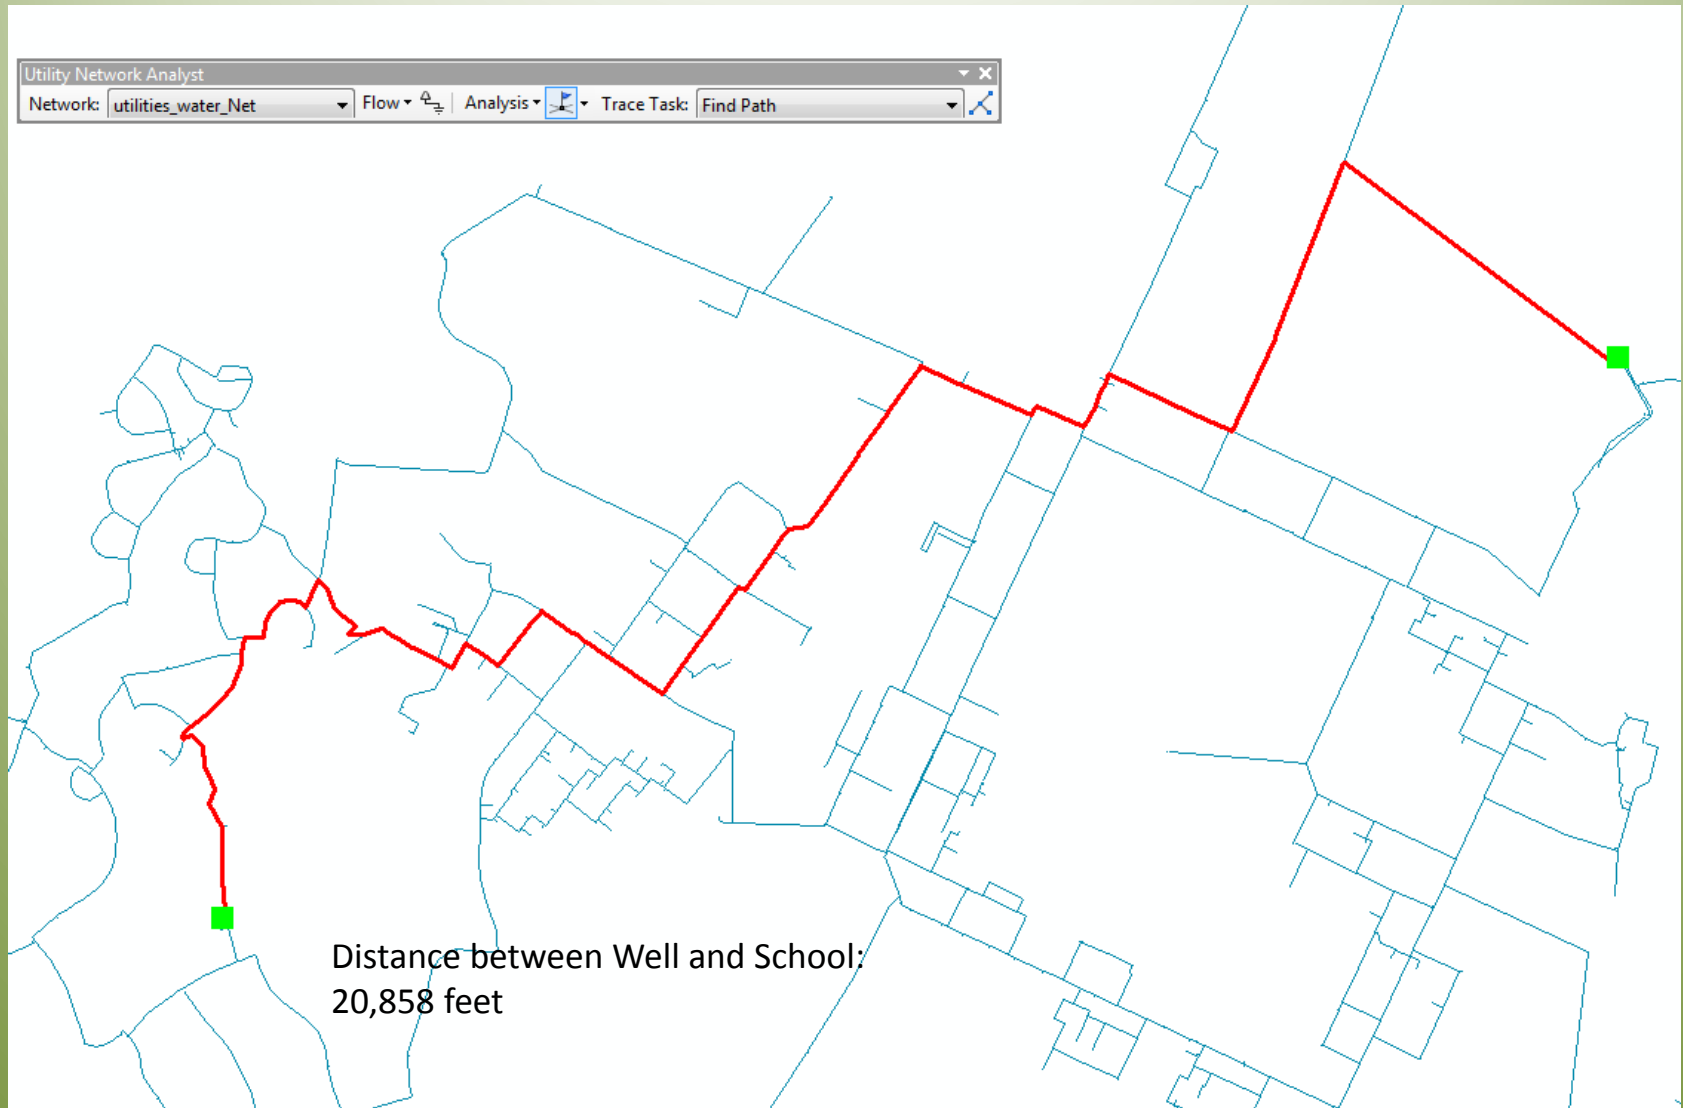 Utility Network Analyst
Network: utilities_water_Net Flow Analysis Trace Task: Find Path
Distance between Well and School:
20,858 feet